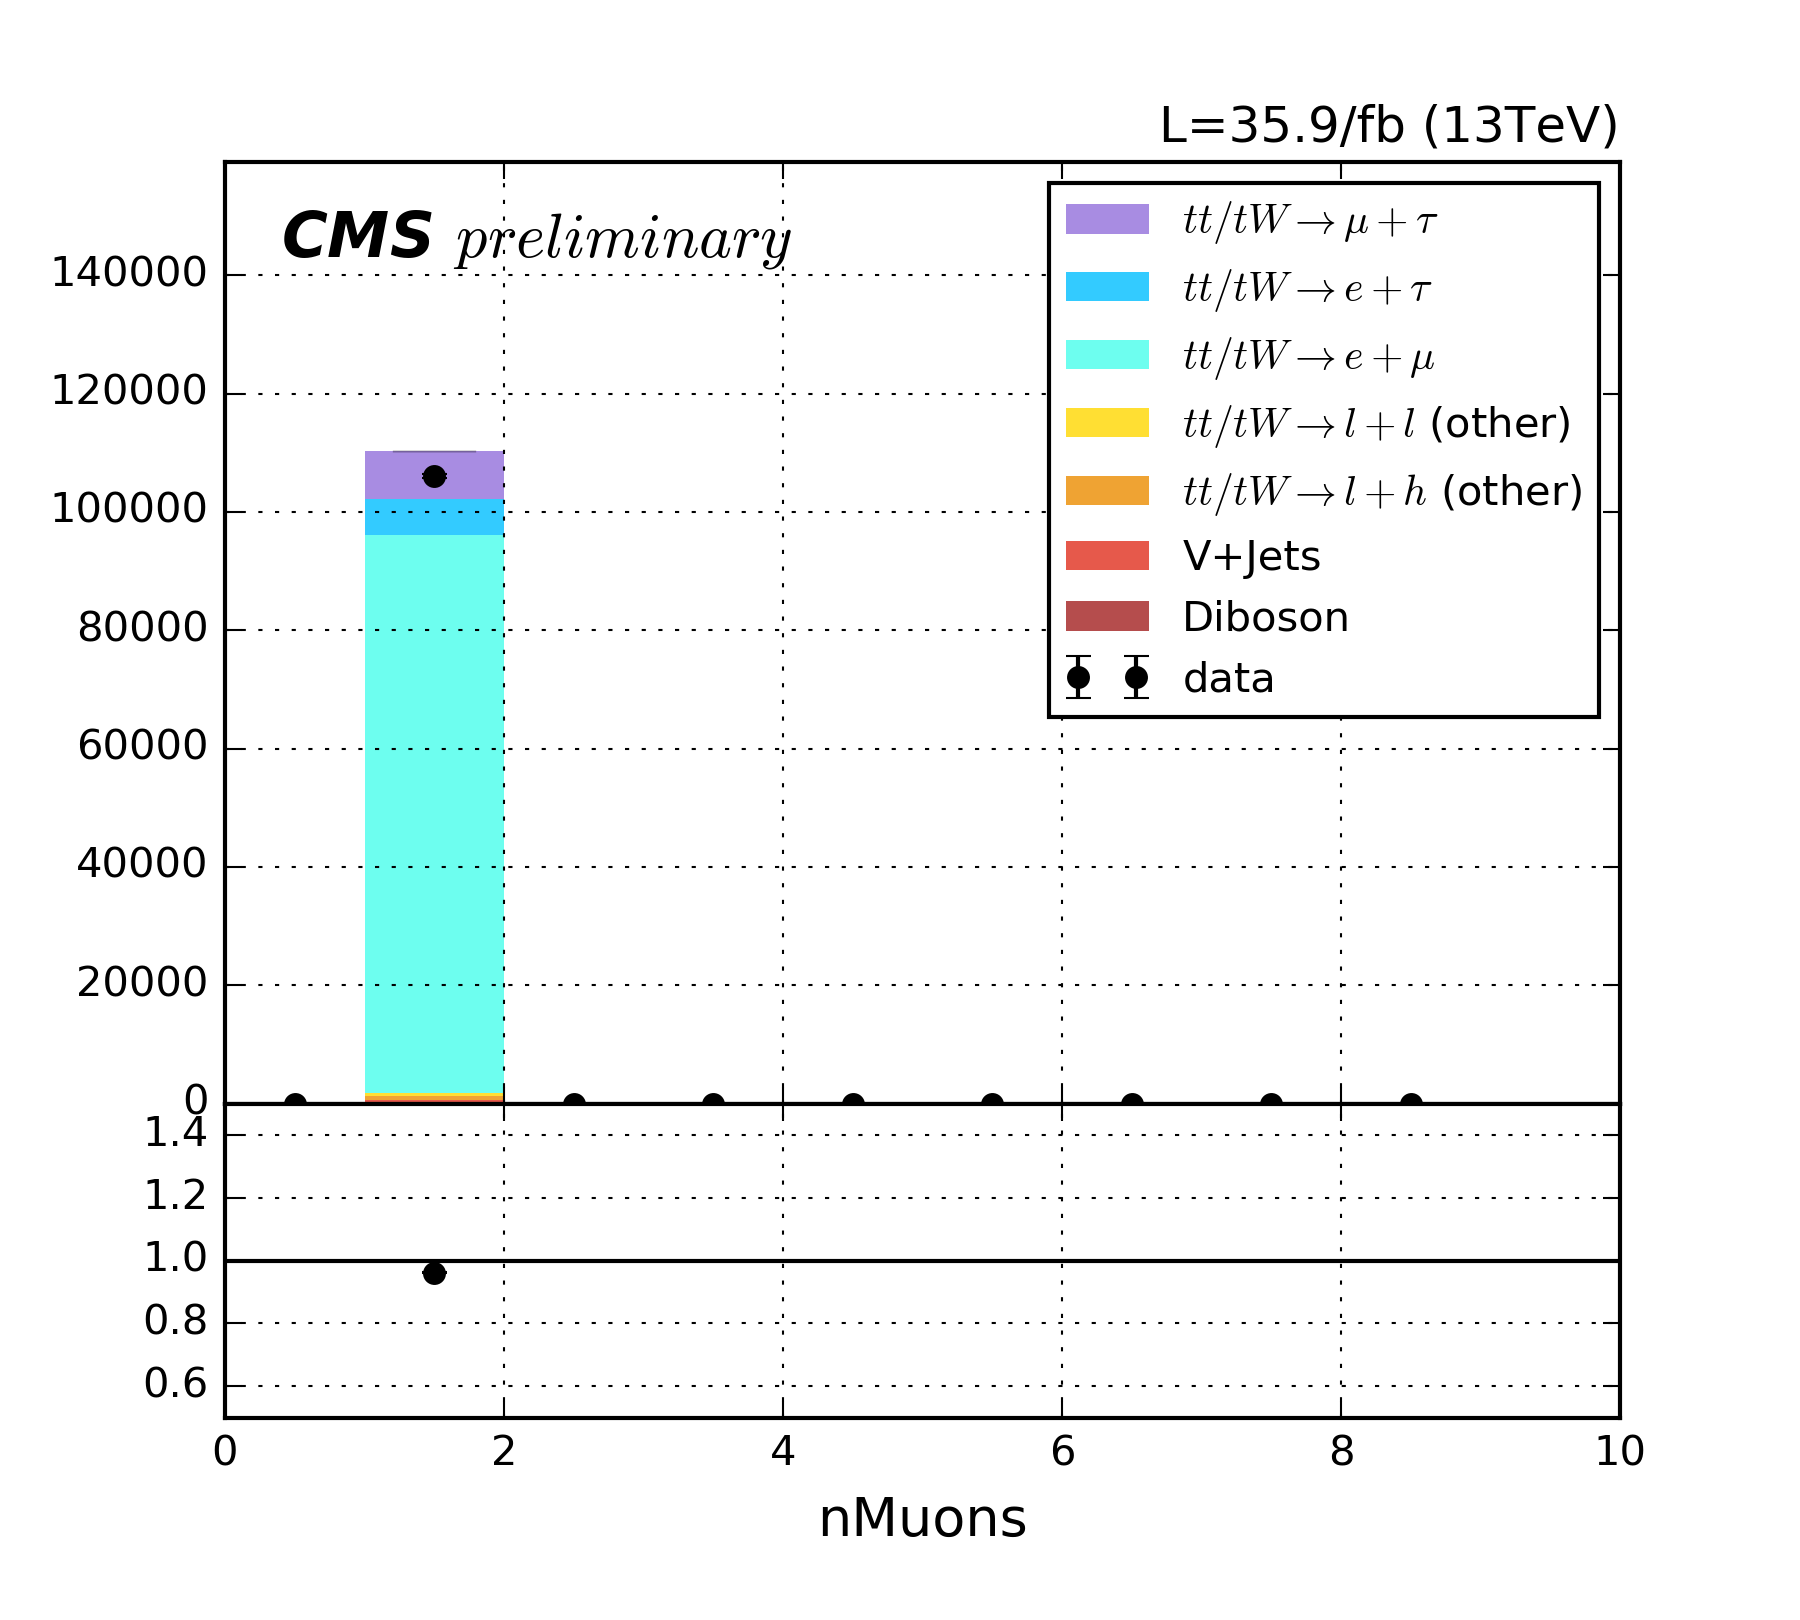 L=35.9/fb (13TeV)
CMS preliminary
tt/tW→μ+τ
tt/tW→e+τ
tt/tW→e+μ
tt/tW→l+l (other)
tt/tW→l+h (other)
V+Jets
Diboson
data
140000
120000
100000
80000
60000
40000
20000
0
1.4
1.2
1.0
0.8
0.6
0 2 4 6 8 10
nMuons